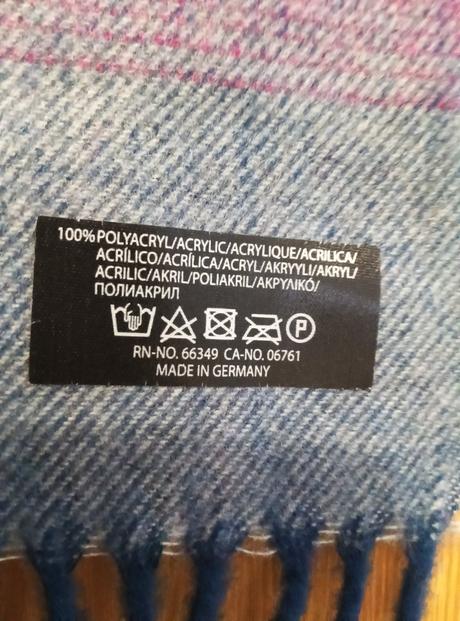 100% POLYACRYL/ACRYLIC/ACRYLIQUE/ACRILICA/
ACRÍLICO/ACRÍLICA/ACRYL/AKRYYLI/AKRYL/
ACRILIC/AKRIL/POLIAKRIL/ΑΚΡΥΛΙΚΌ/
ПОЛИАКРИЛ
P
RN-NO. 66349 CA-NO. 06761
MADE IN GERMANY